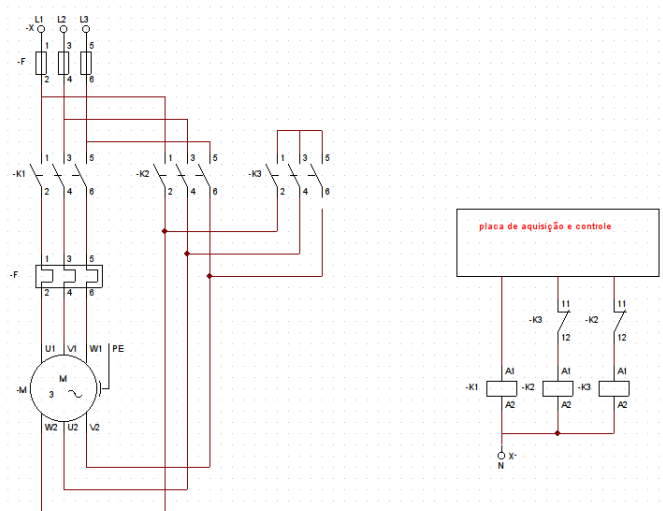 L1 L2 L3
-X
1 3 5
-F
2 4 6
1 3 5 1 3 5 1 3 5
-K1 -K2 -K3
2 4 6 2 4 6 2 4 6
placa de aquisição e controle
1 3 5
-F
2 4 6
11 11
-K3 -K2
12 12
U1 V1 W1 PE
M
-M 3
W2 U2 V2
A1 A1 A1
-K1 -K2 -K3
A2 A2 A2
X-
N